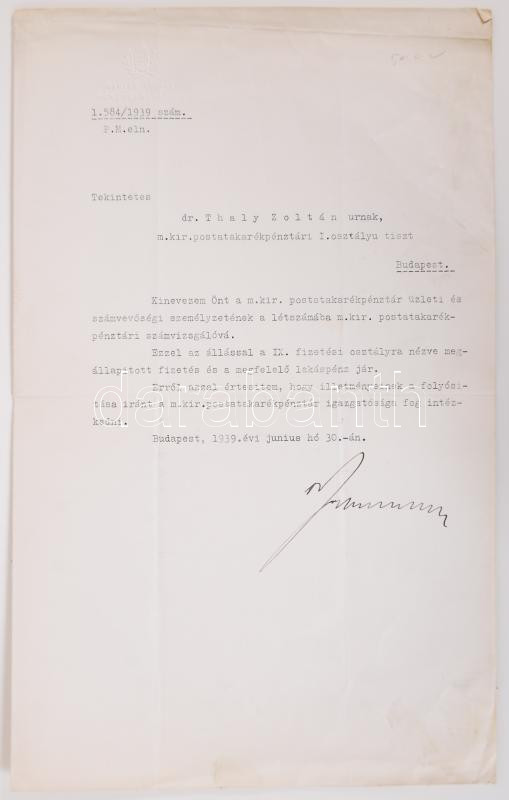 1.584/1939 szám.
P.M.eln.
Tekintetes
dr. Thaly Zoltán urnak,
m.kir.postatakarékpénztári I.osztályu tiszt
Budapest.
Kinevezem Önt a m.kir. postatakarékpénztár üzleti és
számvevőségi személyzetének a létszámába m.kir. postatakarék-
pénztári számvizsgálóvá.
Ezzel az állással a IX. fizetési osztályra nézve meg-
állapított fizetés és a megfelelő lakáspénz jár.
Erről azzal értesitem, hogy illetményeinek a folyósi-
tása iránt a m.kir.postatakarékpénztár igazgatósága fog intéz-
kedni.
Budapest, 1939.évi junius hó 30.-án.
darabanth